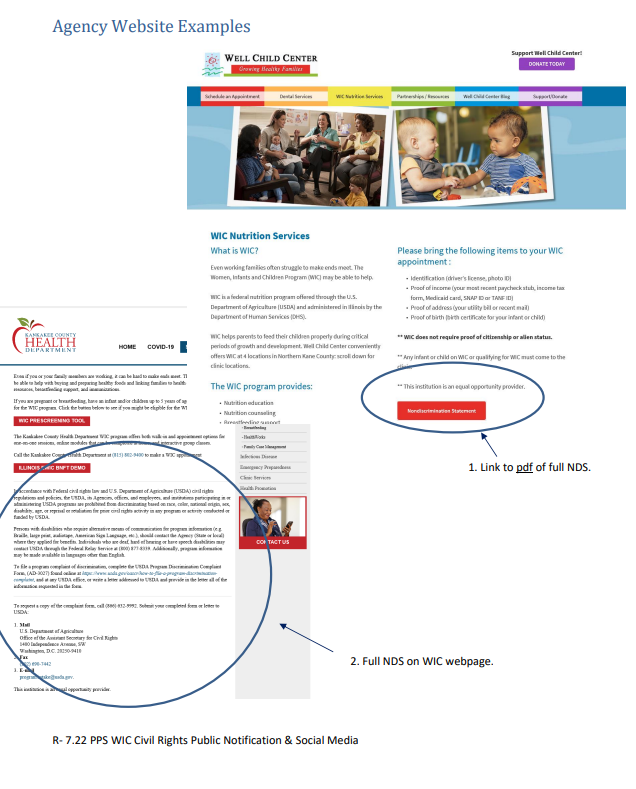 Agency Website Examples
WELL CHILD CENTER
Growing Healthy Families
Support Well Child Center!
DONATE TODAY
Schedule an Appointment
Dental Services
WIC Nutrition Services
Partnerships / Resources
Well Child Center Blog
Support/Donate
WIC Nutrition Services
What is WIC?
Even working families often struggle to make ends meet. The
Women, Infants and Children Program (WIC) may be able to help.
WIC is a federal nutrition program offered through the U.S.
Department of Agriculture (USDA) and administered in Illinois by the
Department of Human Services (DHS).
WIC helps parents to feed their children properly during critical
periods of growth and development. Well Child Center conveniently
offers WIC at 4 locations in Northern Kane County: scroll down for
clinic locations.
The WIC program provides:
• Nutrition education
• Nutrition counseling
• Breastfeeding support
Please bring the following items to your WIC
appointment :
• Identification (driver's license, photo ID)
• Proof of income (your most recent paycheck stub, income tax
form, Medicaid card, SNAP ID or TANF ID)
• Proof of address (your utility bill or recent mail)
• Proof of birth (birth certificate for your infant or child)
** WIC does not require proof of citizenship or alien status.
** Any infant or child on WIC or qualifying for WIC must come to the
clinic.
** This institution is an equal opportunity provider.
Nondiscrimination Statement
1. Link to pdf of full NDS.
KANKAKEE COUNTY
HEALTH
DEPARTMENT
HOME
COVID-19
Even if you or your family members are working, it can be hard to make ends meet.
be able to help with buying and preparing healthy foods and linking families to health
resources, breastfeeding support, and immunizations.
If you are pregnant or breastfeeding, have an infant and/or children up to 5 years of
for the WIC program. Click the button below to see if you might be eligible for the
WIC PRESCREENING TOOL
The Kankakee County Health Department WIC program offers both walk on and appointment options for
one-on-one sessions, online modules that can be completed at home and interactive group classes.
Call the Kankakee County Health Department at (815) 802-9400 to make a WIC appointment
ILLINOIS WIC BNFT DEMO
In accordance with Federal civil rights law and U.S. Department of Agriculture (USDA) civil rights
regulations and policies, the USDA, its Agencies, offices, and employees, and institutions participating in or
administering USDA programs are prohibited from discriminating based on race, color, national origin, sex,
disability, age, or reprisal or retaliation for prior civil rights activity in any program or activity conducted or
funded by USDA.
Persons with disabilities who require alternative means of communication for program information (e.g.
Braille, large print, audiotape, American Sign Language, etc.), should contact the Agency (State or local)
where they applied for benefits. Individuals who are deaf, hard of hearing or have speech disabilities may
contact USDA through the Federal Relay Service at (800) 877-8339. Additionally, program information
may be made available in languages other than English.
To file a program complaint of discrimination, complete the USDA Program Discrimination Complaint
Form, (AD-3027) found online at https://www.usda.gov/oascr/how-to-file-a-program-discrimination-
complaint, and at any USDA office, or write a letter addressed to USDA and provide in the letter all of the
information requested in the form.
To request a copy of the complaint form, call (866) 632-9992. Submit your completed form or letter to
USDA:
1. Mail
U.S. Department of Agriculture
Office of the Assistant Secretary for Civil Rights
1400 Independence Avenue, SW
Washington, D.C. 20250-9410
2. Fax
(202) 690-7442
3. E-mail
program.intake@usda.gov
This institution is an equal opportunity provider.
- Breastfeeding
- HealthWorks
- Family Case Management
Infectious Disease
Emergency Preparedness
Clinic Services
Health Promotion
CONTACT US
2. Full NDS on WIC webpage.
R- 7.22 PPS WIC Civil Rights Public Notification & Social Media